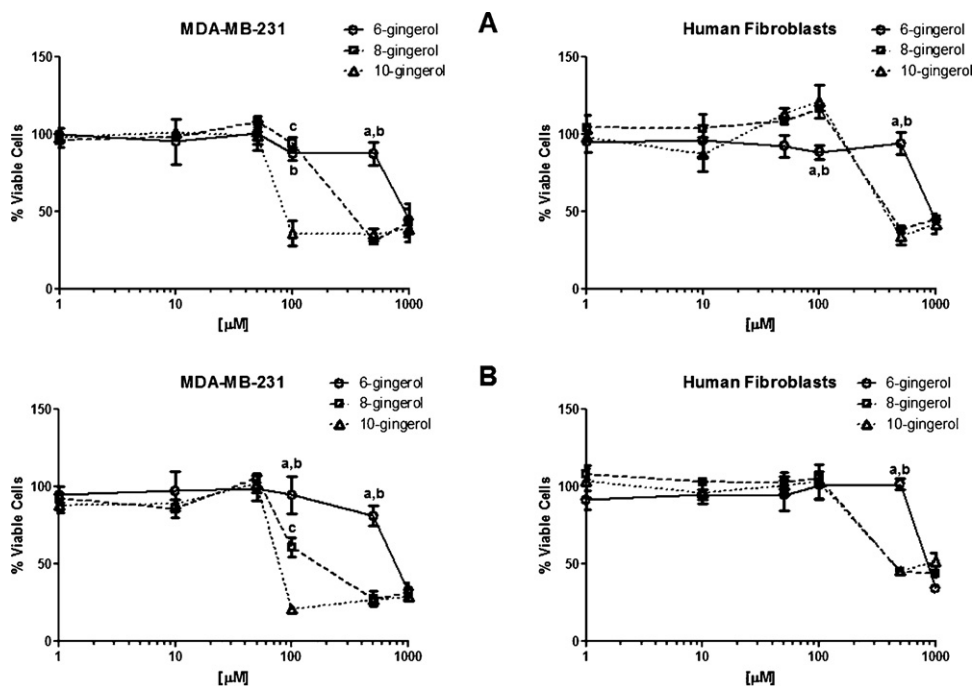 MDA-MB-231
6-gingerol
8-gingerol
10-gingerol
A
Human Fibroblasts
6-gingerol
8-gingerol
10-gingerol
% Viable Cells
150
100
50
0
c
b
a,b
1
10
100
1000
[µM]
% Viable Cells
150
100
50
0
a,b
a,b
1
10
100
1000
[µM]
MDA-MB-231
6-gingerol
8-gingerol
10-gingerol
B
Human Fibroblasts
6-gingerol
8-gingerol
10-gingerol
% Viable Cells
150
100
50
0
a,b
c
a,b
1
10
100
1000
[µM]
% Viable Cells
150
100
50
0
a,b
1
10
100
1000
[µM]